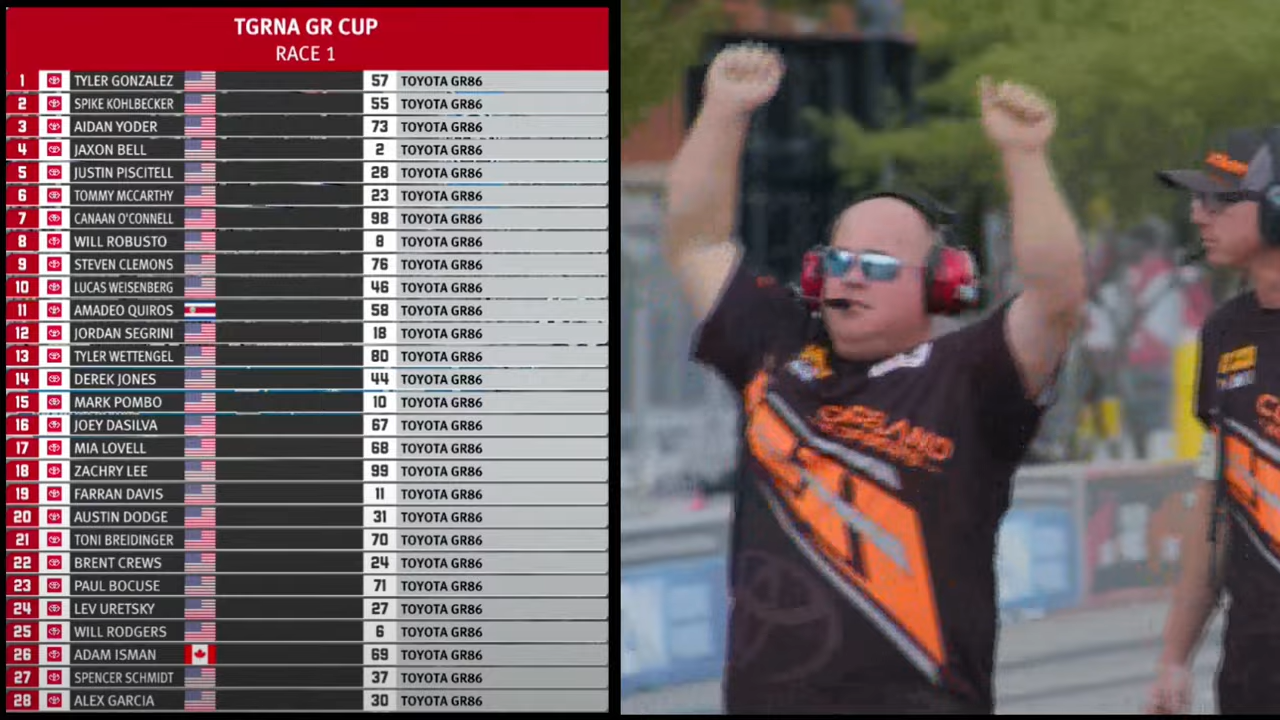 TGRNA GR CUP
RACE 1
1 TYLER GONZALEZ 57 TOYOTA GR86
2 SPIKE KOHLBECKER 55 TOYOTA GR86
3 AIDAN YODER 73 TOYOTA GR86
4 JAXON BELL 2 TOYOTA GR86
5 JUSTIN PISCITELL 28 TOYOTA GR86
6 TOMMY MCCARTHY 23 TOYOTA GR86
7 CANAAN O'CONNELL 98 TOYOTA GR86
8 WILL ROBUSTO 8 TOYOTA GR86
9 STEVEN CLEMONS 76 TOYOTA GR86
10 LUCAS WEISENBERG 46 TOYOTA GR86
11 AMADEO QUIROS 58 TOYOTA GR86
12 JORDAN SEGRINI 18 TOYOTA GR86
13 TYLER WETTENGEL 80 TOYOTA GR86
14 DEREK JONES 44 TOYOTA GR86
15 MARK POMBO 10 TOYOTA GR86
16 JOEY DASILVA 67 TOYOTA GR86
17 MIA LOVELL 68 TOYOTA GR86
18 ZACHRY LEE 99 TOYOTA GR86
19 FARRAN DAVIS 11 TOYOTA GR86
20 AUSTIN DODGE 31 TOYOTA GR86
21 TONI BREIDINGER 70 TOYOTA GR86
22 BRENT CREWS 24 TOYOTA GR86
23 PAUL BOCUSE 71 TOYOTA GR86
24 LEV URETSKY 27 TOYOTA GR86
25 WILL RODGERS 6 TOYOTA GR86
26 ADAM ISMAN 69 TOYOTA GR86
27 SPENCER SCHMIDT 37 TOYOTA GR86
28 ALEX GARCIA 30 TOYOTA GR86